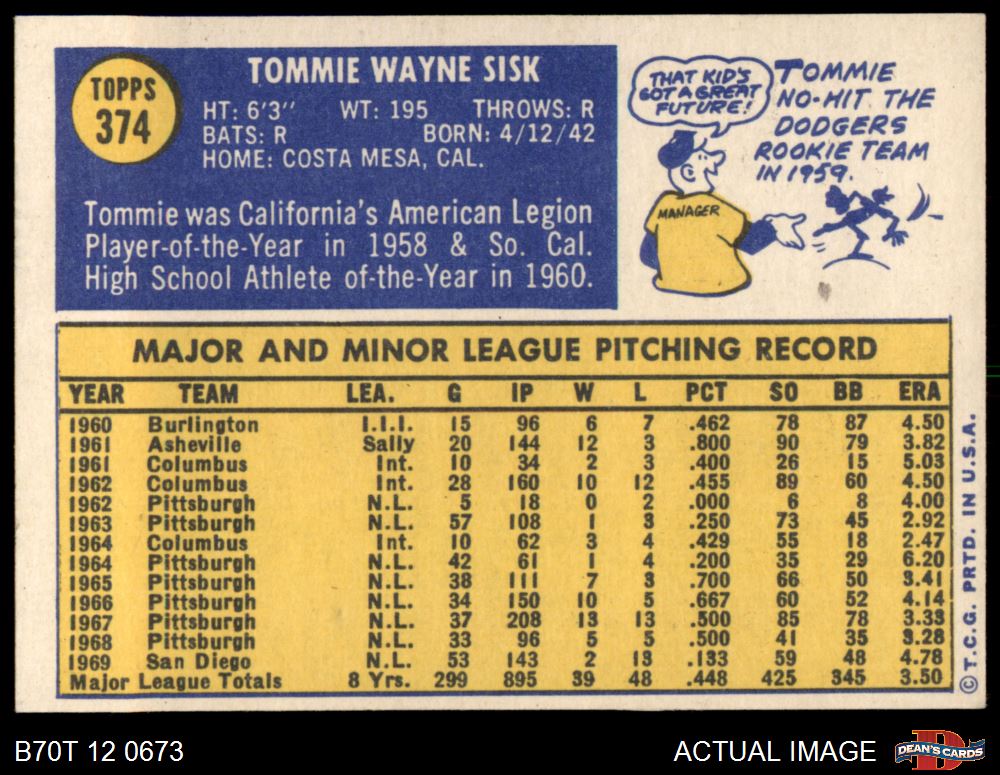 TOPPS
374
TOMMIE WAYNE SISK
HT: 6'3" WT: 195 THROWS: R
BATS: R BORN: 4/12/42
HOME: COSTA MESA, CAL.
Tommie was California's American Legion
Player-of-the-Year in 1958 & So. Cal.
High School Athlete of-the-Year in 1960.
THAT KID'S
GOT A GREAT
FUTURE!
TOMMIE
NO-HIT THE
DODGERS
ROOKIE TEAM
IN 1959.
MANAGER
MAJOR AND MINOR LEAGUE PITCHING RECORD
YEAR TEAM LEA. G IP W L PCT SO BB ERA
1960 Burlington I.I.I. 15 96 6 7 .462 78 87 4.50
1961 Asheville Sally 20 144 12 3 .800 90 79 3.82
1961 Columbus Int. 10 34 2 3 .400 26 15 5.03
1962 Columbus Int. 28 160 10 12 .455 89 60 4.50
1962 Pittsburgh N.L. 5 18 0 2 .000 6 8 4.00
1963 Pittsburgh N.L. 57 108 1 3 .250 73 45 2.92
1964 Columbus Int. 10 62 3 4 .429 55 18 2.47
1964 Pittsburgh N.L. 42 61 1 4 .200 35 29 6.20
1965 Pittsburgh N.L. 38 111 7 3 .700 66 50 3.41
1966 Pittsburgh N.L. 34 150 10 5 .667 60 52 4.14
1967 Pittsburgh N.L. 37 208 13 13 .500 85 78 3.33
1968 Pittsburgh N.L. 33 96 5 5 .500 41 35 3.28
1969 San Diego N.L. 53 143 2 13 .133 59 48 4.78
Major League Totals 8 Yrs. 299 895 39 48 .448 425 345 3.50
© T.C.G. PRTD. IN U.S.A.
B70T 12 0673
ACTUAL IMAGE
DEAN'S CARDS